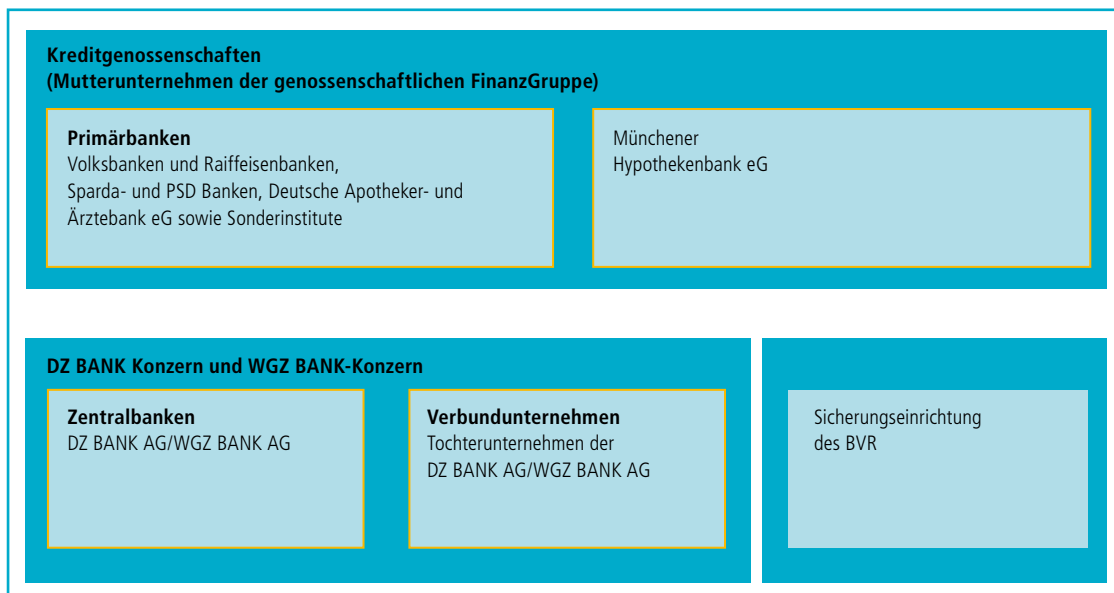 Kreditgenossenschaften
(Mutterunternehmen der genossenschaftlichen FinanzGruppe)
Primärbanken
Volksbanken und Raiffeisenbanken,
Sparda- und PSD Banken, Deutsche Apotheker- und
Ärztebank eG sowie Sonderinstitute
Münchener
Hypothekenbank eG
DZ BANK Konzern und WGZ BANK-Konzern
Zentralbanken
DZ BANK AG/WGZ BANK AG
Verbundunternehmen
Tochterunternehmen der
DZ BANK AG/WGZ BANK AG
Sicherungseinrichtung
des BVR